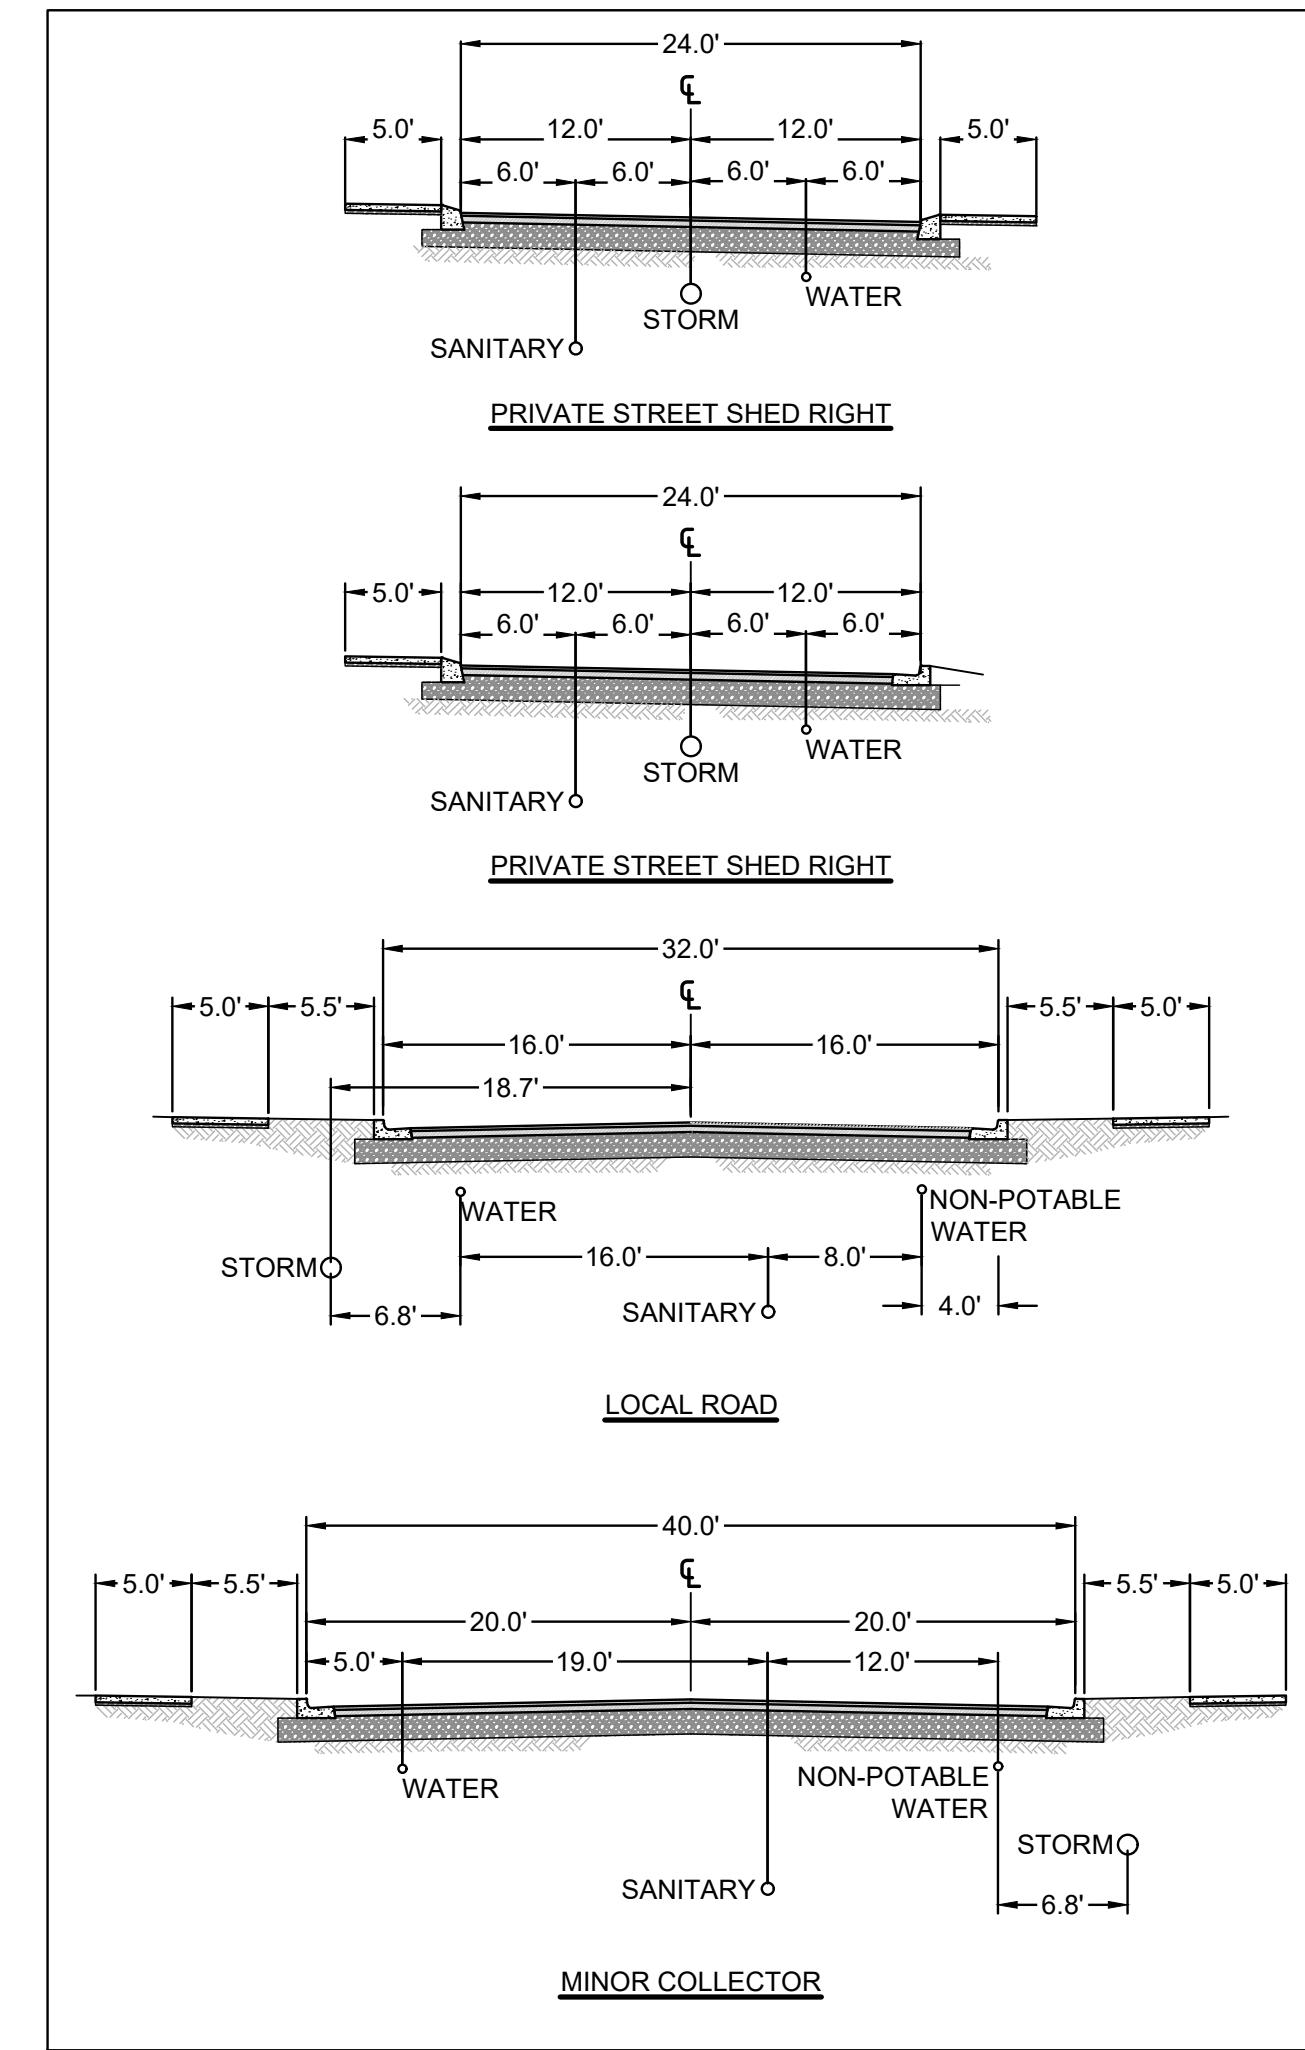 24.0'
℄
5.0' 12.0' 12.0' 5.0'
6.0' 6.0' 6.0' 6.0'
WATER
STORM
SANITARY
PRIVATE STREET SHED RIGHT
24.0'
℄
5.0' 12.0' 12.0'
6.0' 6.0' 6.0' 6.0'
WATER
STORM
SANITARY
PRIVATE STREET SHED RIGHT
32.0'
℄
5.0' 5.5' 5.5' 5.0'
16.0' 16.0'
18.7'
WATER
NON-POTABLE
WATER
STORM
16.0' 8.0'
6.8'
SANITARY
4.0'
LOCAL ROAD
40.0'
℄
5.0' 5.5' 5.5' 5.0'
20.0' 20.0'
5.0' 19.0' 12.0'
WATER
NON-POTABLE
WATER
STORM
SANITARY
6.8'
MINOR COLLECTOR